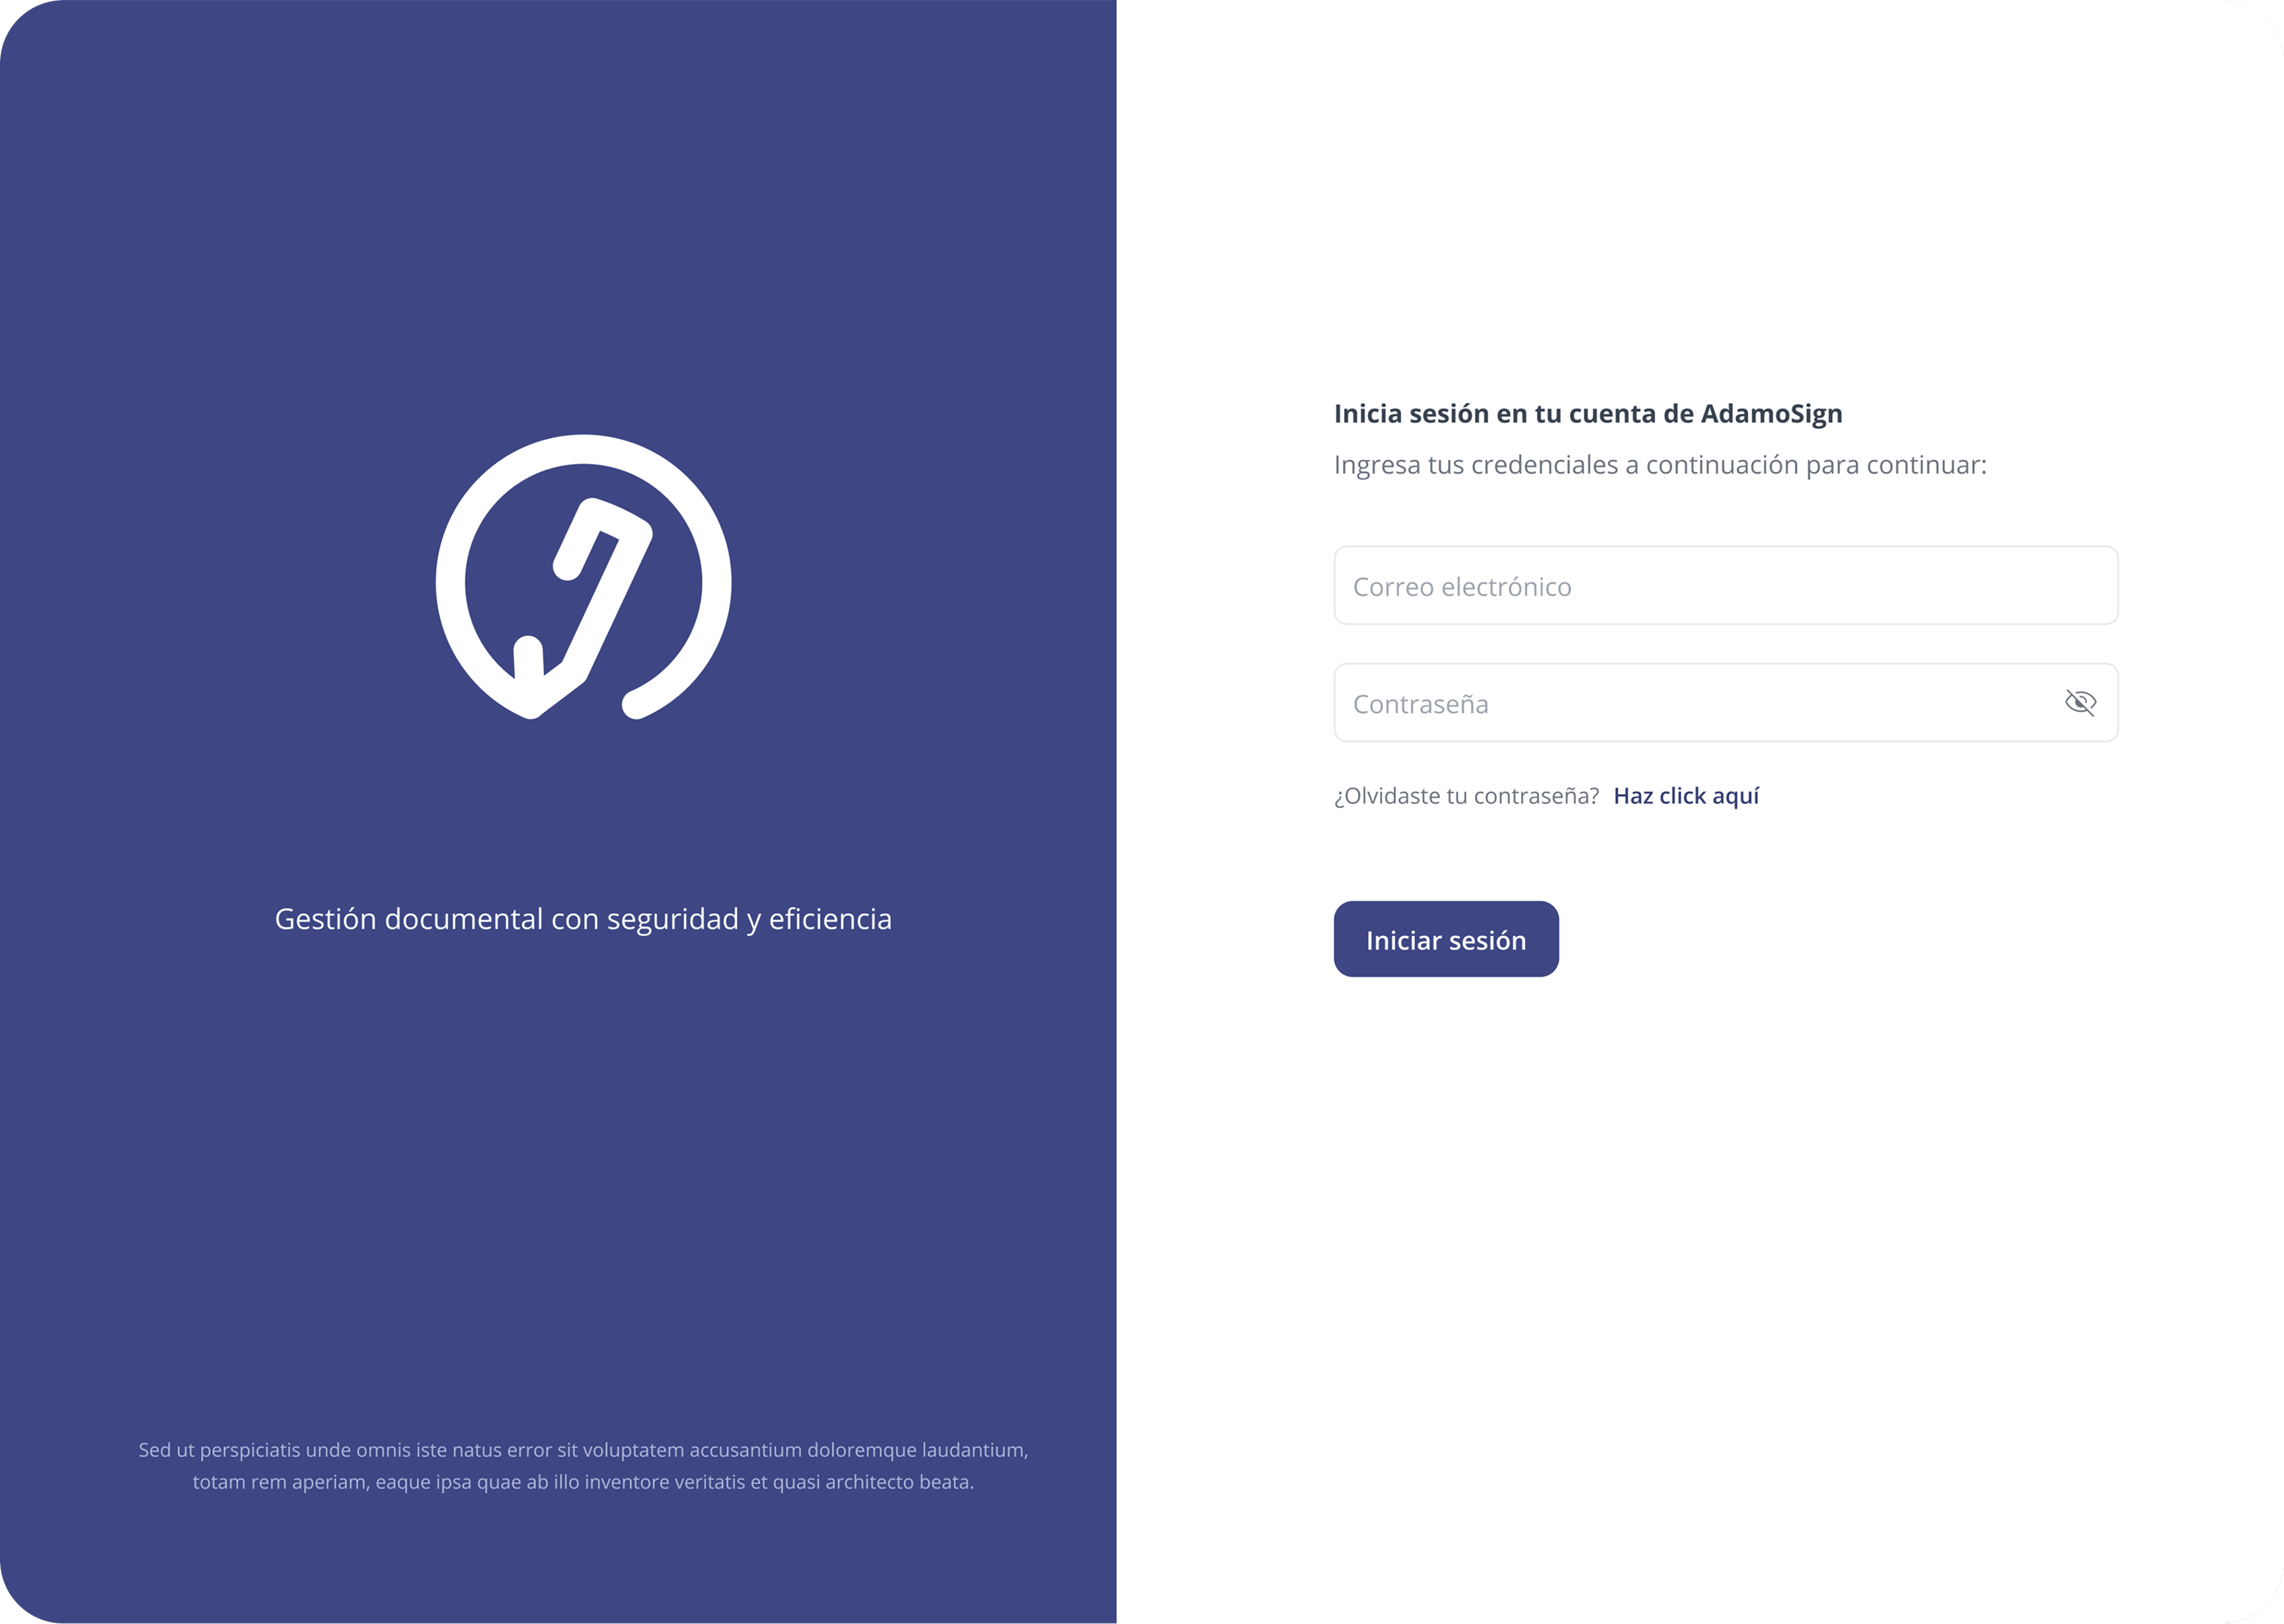 Gestión documental con seguridad y eficiencia
Sed ut perspiciatis unde omnis iste natus error sit voluptatem accusantium doloremque laudantium,
totam rem aperiam, eaque ipsa quae ab illo inventore veritatis et quasi architecto beata.
Inicia sesión en tu cuenta de AdamoSign
Ingresa tus credenciales a continuación para continuar:
Correo electrónico
Contraseña
¿Olvidaste tu contraseña? Haz click aquí
Iniciar sesión